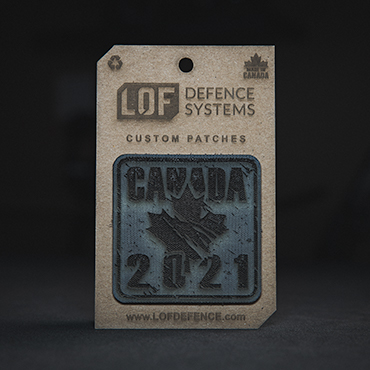 MADE IN
CANADA
LOF DEFENCE
SYSTEMS
CUSTOM PATCHES
CANADA
2021
www.LOFDEFENCE.com